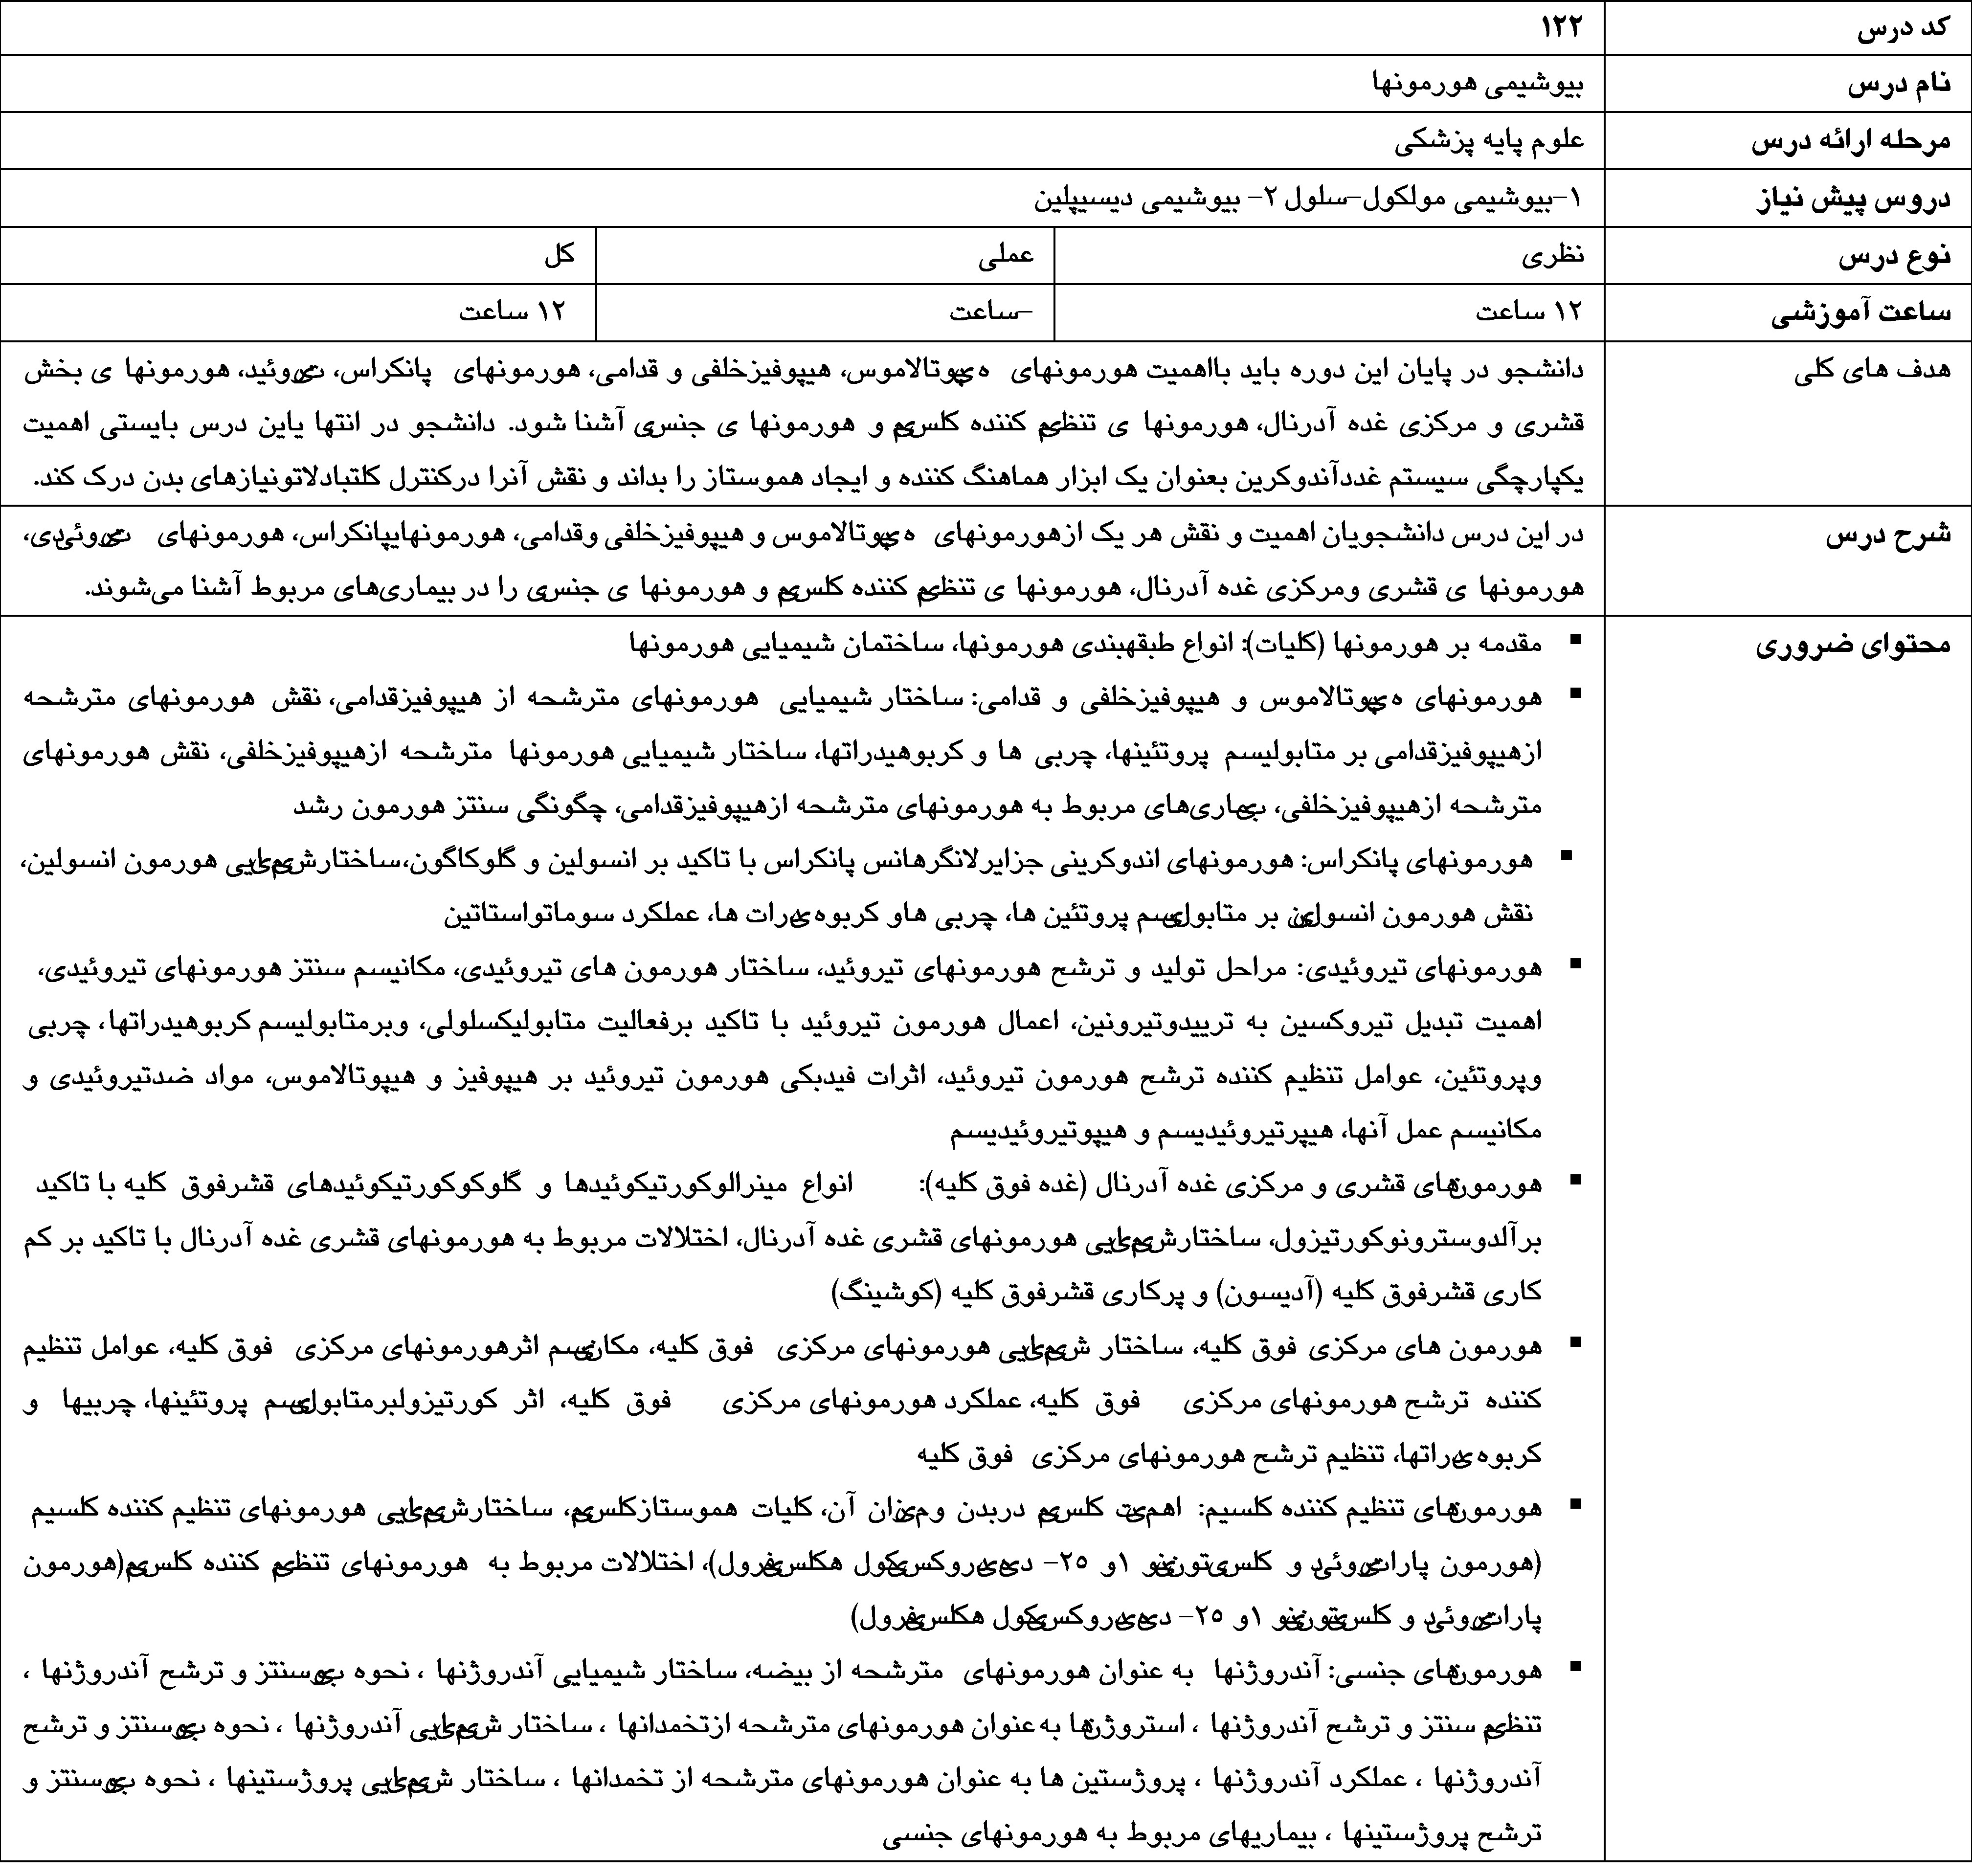 کد درس ۱۲۲
نام درس بیوشیمی هورمونها
مرحله ارائه درس علوم پایه پزشکی
دروس پیش نیاز ۱-بیوشیمی مولکول-سلول ۲- بیوشیمی دیسیپلین
نوع درس نظری عملی کل
ساعت آموزشی ۱۲ ساعت -ساعت ۱۲ ساعت
هدف های کلی دانشجو در پایان این دوره باید بااهمیت هورمونهای هیپوتالاموس، هیپوفیزخلفی و قدامی، هورمونهای پانکراس، تیروئید، هورمونها ی بخش
قشری و مرکزی غده آدرنال، هورمونها ی تنظیم کننده کلسیم و هورمونها ی جنسی آشنا شود. دانشجو در انتها یاین درس بایستی اهمیت
یکپارچگی سیستم غددآندوکرین بعنوان یک ابزار هماهنگ کننده و ایجاد هموستاز را بداند و نقش آنرا درکنترل کلتبادلاتونیازهای بدن درک کند.
شرح درس در این درس دانشجویان اهمیت و نقش هر یک ازهورمونهای هیپوتالاموس و هیپوفیزخلفی وقدامی، هورمونهایپانکراس، هورمونهای تیروئیدی،
هورمونها ی قشری ومرکزی غده آدرنال، هورمونها ی تنظیم کننده کلسیم و هورمونها ی جنسی را در بیماری‌های مربوط آشنا می‌شوند.
محتوای ضروری ▪ مقدمه بر هورمونها (کلیات): انواع طبقهبندی هورمونها، ساختمان شیمیایی هورمونها
▪ هورمونهای هیپوتالاموس و هیپوفیزخلفی و قدامی: ساختار شیمیایی هورمونهای مترشحه از هیپوفیزقدامی، نقش هورمونهای مترشحه
ازهیپوفیزقدامی بر متابولیسم پروتئینها، چربی ها و کربوهیدراتها، ساختار شیمیایی هورمونها مترشحه ازهیپوفیزخلفی، نقش هورمونهای
مترشحه ازهیپوفیزخلفی، بیماری‌های مربوط به هورمونهای مترشحه ازهیپوفیزقدامی، چگونگی سنتز هورمون رشد
▪ هورمونهای پانکراس: هورمونهای اندوکرینی جزایرلانگرهانس پانکراس با تاکید بر انسولین و گلوکاگون،ساختارشیمیایی هورمون انسولین،
نقش هورمون انسولین بر متابولیسم پروتئین ها، چربی هاو کربوهیدرات ها، عملکرد سوماتواستاتین
▪ هورمونهای تیروئیدی: مراحل تولید و ترشح هورمونهای تیروئید، ساختار هورمون های تیروئیدی، مکانیسم سنتز هورمونهای تیروئیدی،
اهمیت تبدیل تیروکسین به ترییدوتیرونین، اعمال هورمون تیروئید با تاکید برفعالیت متابولیکسلولی، وبرمتابولیسم کربوهیدراتها، چربی
وپروتئین، عوامل تنظیم کننده ترشح هورمون تیروئید، اثرات فیدبکی هورمون تیروئید بر هیپوفیز و هیپوتالاموس، مواد ضدتیروئیدی و
مکانیسم عمل آنها، هیپرتیروئیدیسم و هیپوتیروئیدیسم
▪ هورمونهای قشری و مرکزی غده آدرنال (غده فوق کلیه): انواع مینرالوکورتیکوئیدها و گلوکوکورتیکوئیدهای قشرفوق کلیه با تاکید
برآلدوسترونوکورتیزول، ساختارشیمیایی هورمونهای قشری غده آدرنال، اختلالات مربوط به هورمونهای قشری غده آدرنال با تاکید بر کم
کاری قشرفوق کلیه (آدیسون) و پرکاری قشرفوق کلیه (کوشینگ)
▪ هورمون های مرکزی فوق کلیه، ساختار شیمیایی هورمونهای مرکزی فوق کلیه، مکانیسم اثرهورمونهای مرکزی فوق کلیه، عوامل تنظیم
کننده ترشح هورمونهای مرکزی فوق کلیه، عملکرد هورمونهای مرکزی فوق کلیه، اثر کورتیزولبرمتابولیسم پروتئینها، چربیها و
کربوهیدراتها، تنظیم ترشح هورمونهای مرکزی فوق کلیه
▪ هورمونهای تنظیم کننده کلسیم: اهمیت کلسیم دربدن ومیزان آن، کلیات هموستازکلسیم، ساختارشیمیایی هورمونهای تنظیم کننده کلسیم
(هورمون پاراتیروئید و کلسیتونینو ۱و ۲۵- دیهیدروکسیکوله کلسیفرول)، اختلالات مربوط به هورمونهای تنظیم کننده کلسیم(هورمون
پاراتیروئید و کلسیتونینو ۱و ۲۵- دیهیدروکسیکوله کلسیفرول)
▪ هورمونهای جنسی: آندروژنها به عنوان هورمونهای مترشحه از بیضه، ساختار شیمیایی آندروژنها ، نحوه بیوسنتز و ترشح آندروژنها ،
تنظیم سنتز و ترشح آندروژنها ، استروژنها به عنوان هورمونهای مترشحه ازتخمدانها ، ساختار شیمیایی آندروژنها ، نحوه بیوسنتز و ترشح
آندروژنها ، عملکرد آندروژنها ، پروژستین ها به عنوان هورمونهای مترشحه از تخمدانها ، ساختار شیمیایی پروژستینها ، نحوه بیوسنتز و
ترشح پروژستینها ، بیماریهای مربوط به هورمونهای جنسی